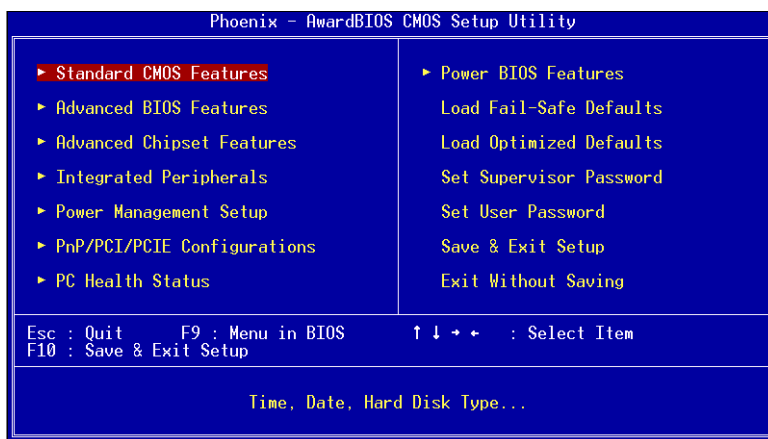 Phoenix - AwardBIOS CMOS Setup Utility
► Standard CMOS Features
► Advanced BIOS Features
► Advanced Chipset Features
► Integrated Peripherals
► Power Management Setup
► PnP/PCI/PCIE Configurations
► PC Health Status
► Power BIOS Features
Load Fail-Safe Defaults
Load Optimized Defaults
Set Supervisor Password
Set User Password
Save & Exit Setup
Exit Without Saving
Esc : Quit F9 : Menu in BIOS ↑ ↓ → ← : Select Item
F10 : Save & Exit Setup
Time, Date, Hard Disk Type...